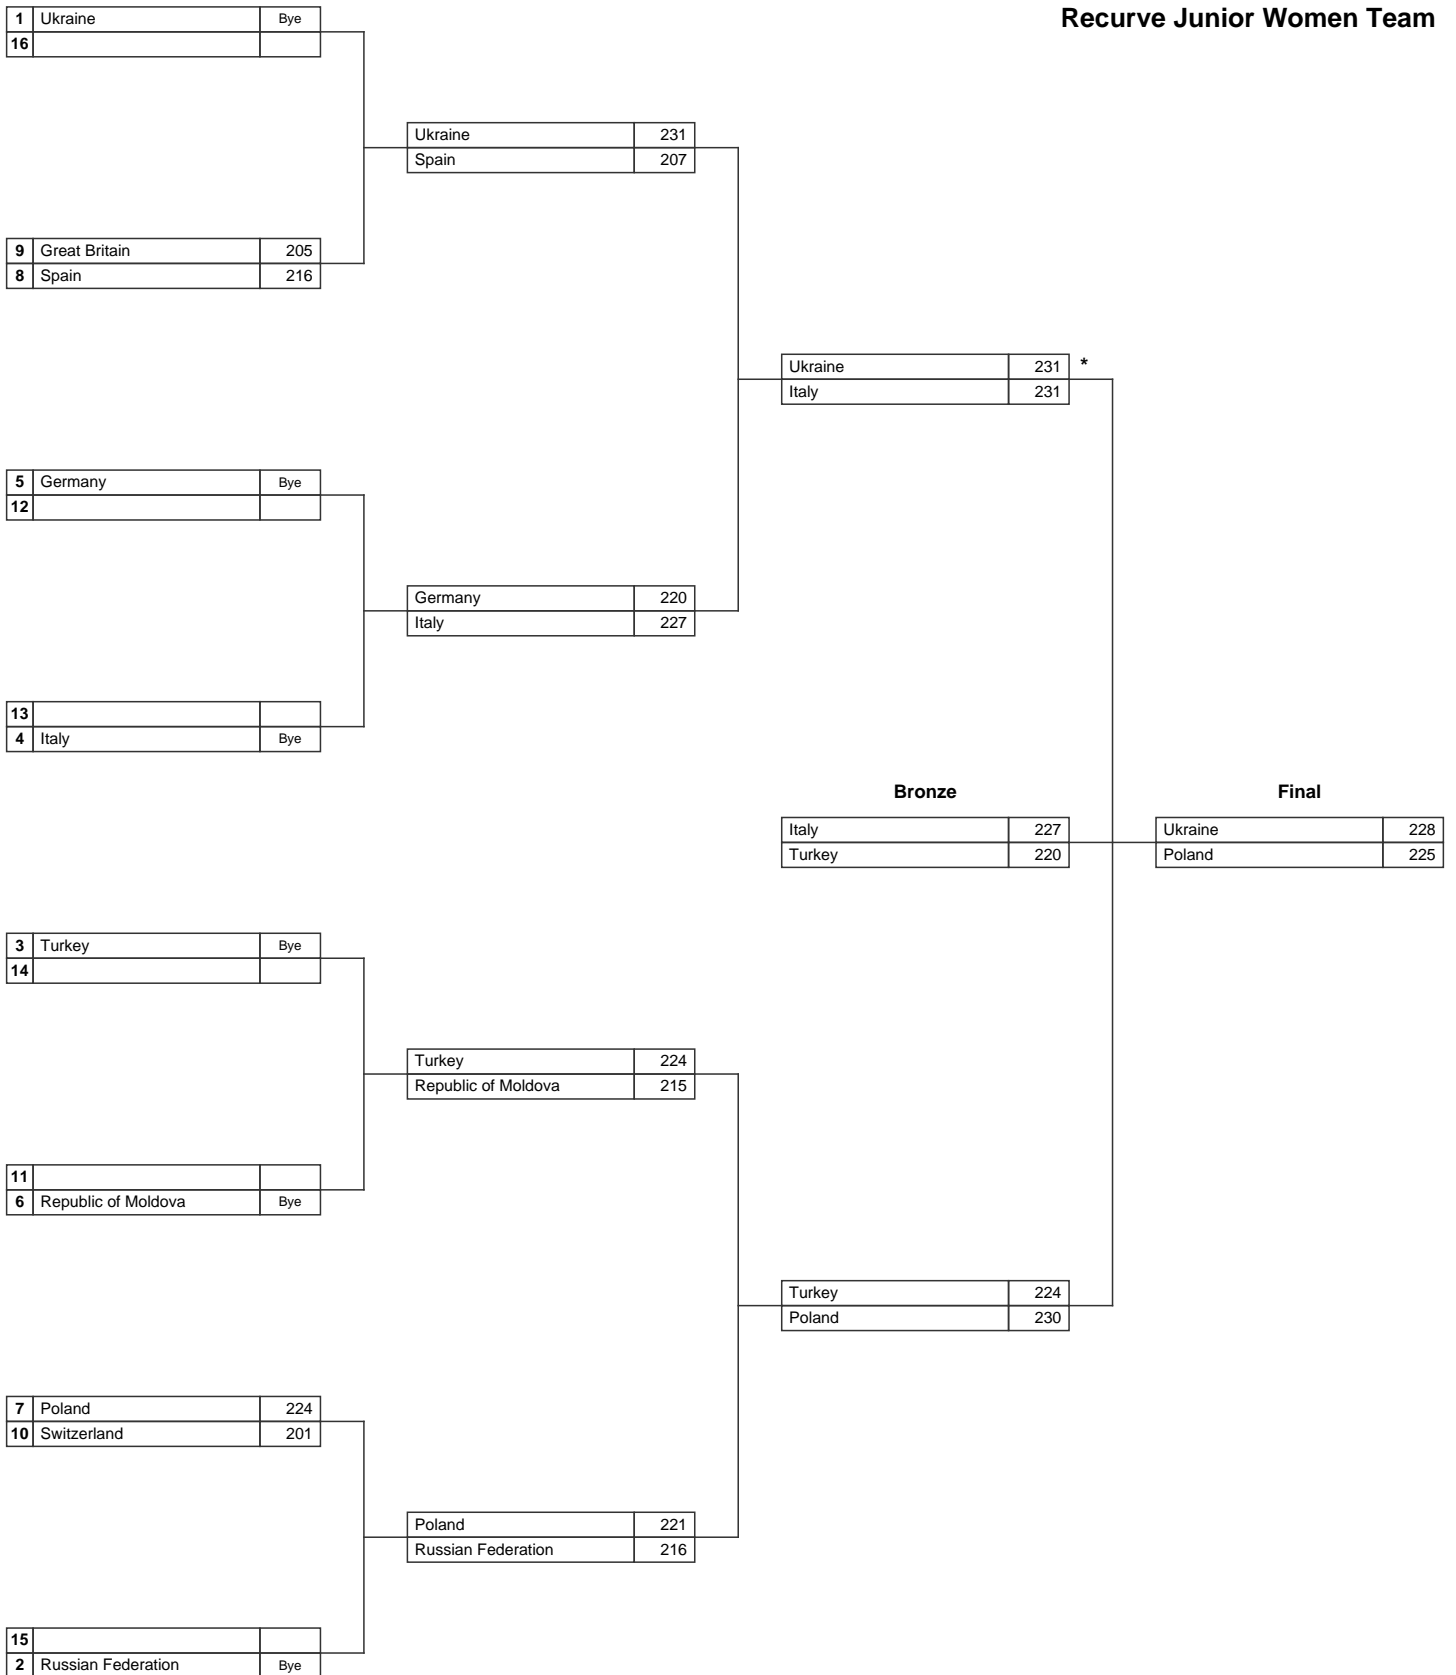 Recurve Junior Women Team
1 Ukraine Bye
16
Ukraine 231
Spain 207
9 Great Britain 205
8 Spain 216
Ukraine 231 *
Italy 231
5 Germany Bye
12
Germany 220
Italy 227
13
4 Italy Bye
Bronze Final
Italy 227 Ukraine 228
Turkey 220 Poland 225
3 Turkey Bye
14
Turkey 224
Republic of Moldova 215
11
6 Republic of Moldova Bye
Turkey 224
Poland 230
7 Poland 224
10 Switzerland 201
Poland 221
Russian Federation 216
15
2 Russian Federation Bye